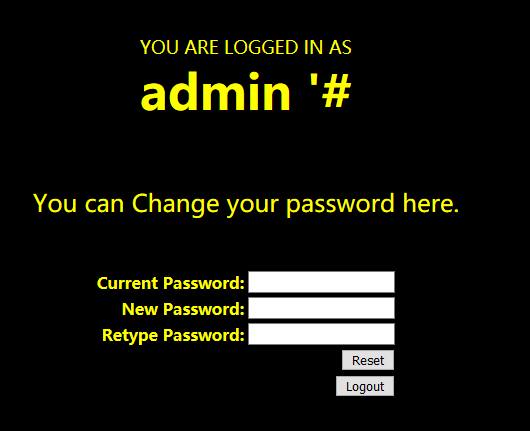 YOU ARE LOGGED IN AS
admin '#
You can Change your password here.
Current Password:
New Password:
Retype Password:
Reset
Logout